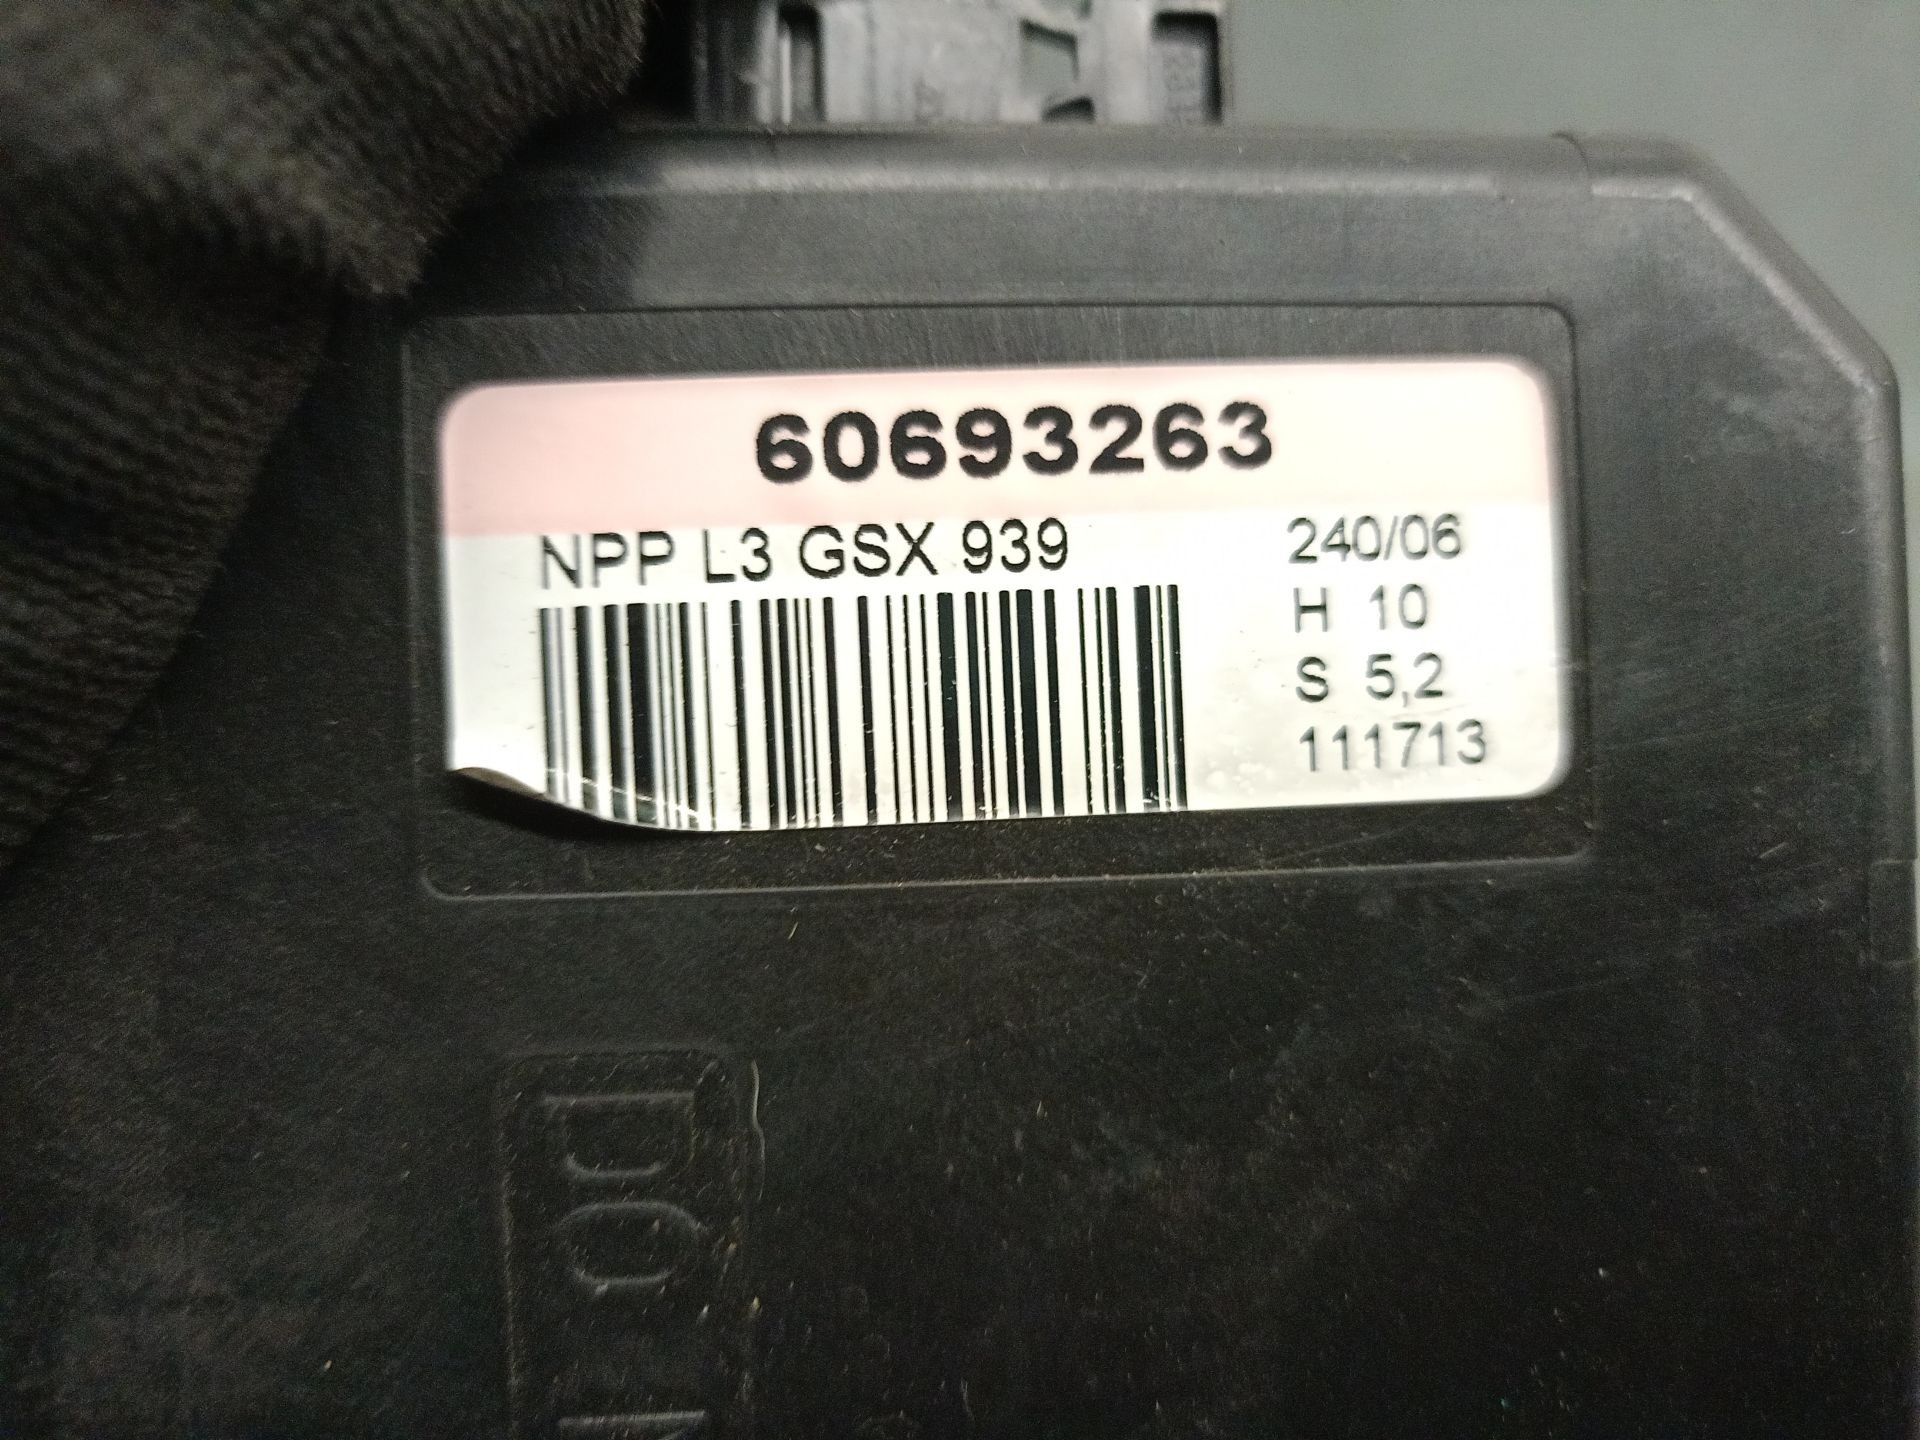 60693263
NPP L3 GSX 939
240/06
H 10
S 5,2
111713